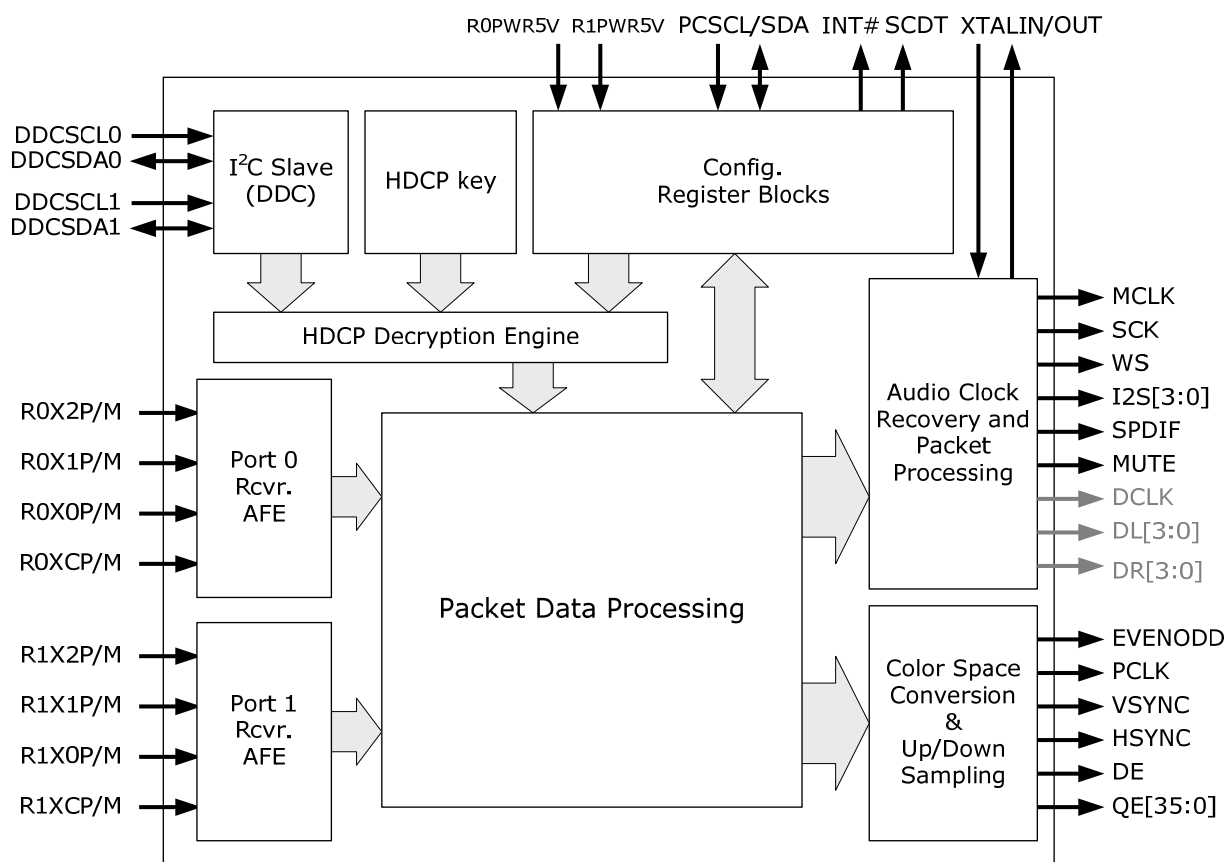 R0PWR5V R1PWR5V PCSCL/SDA INT# SCDT XTALIN/OUT
DDCSCL0
DDCSDA0
DDCSCL1
DDCSDA1
I²C Slave
(DDC)
HDCP key
Config.
Register Blocks
HDCP Decryption Engine
R0X2P/M
R0X1P/M
R0X0P/M
R0XCP/M
Port 0
Rcvr.
AFE
R1X2P/M
R1X1P/M
R1X0P/M
R1XCP/M
Port 1
Rcvr.
AFE
Packet Data Processing
Audio Clock
Recovery and
Packet
Processing
MCLK
SCK
WS
I2S[3:0]
SPDIF
MUTE
DCLK
DL[3:0]
DR[3:0]
Color Space
Conversion
&
Up/Down
Sampling
EVENODD
PCLK
VSYNC
HSYNC
DE
QE[35:0]